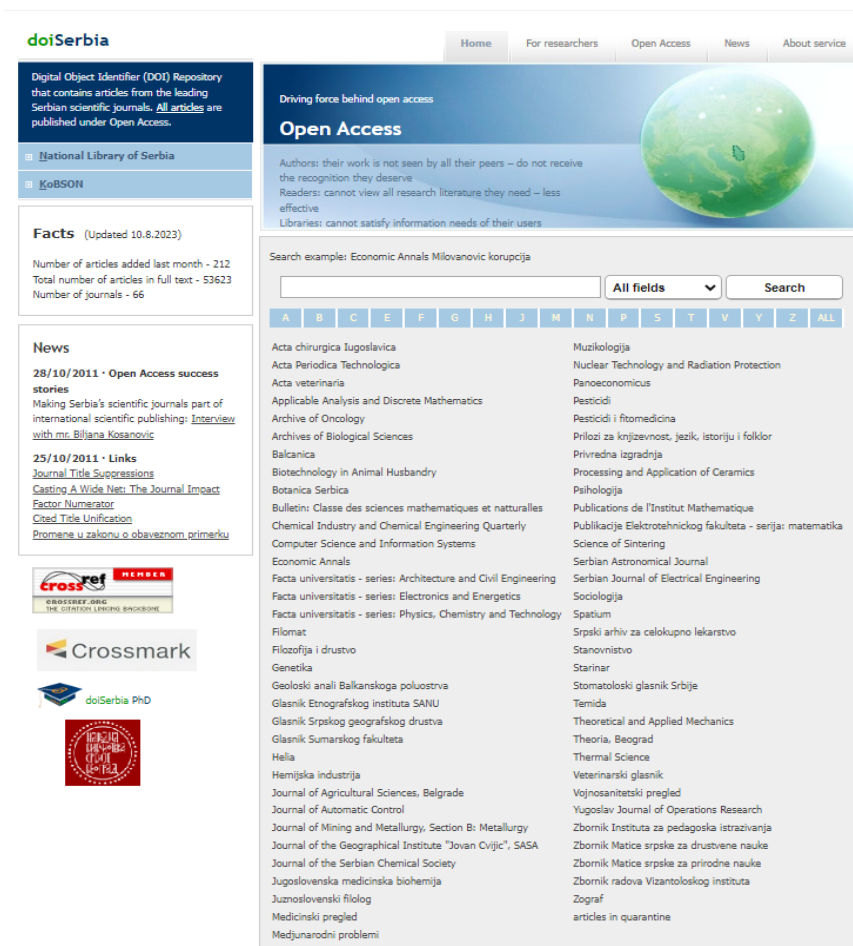 doiSerbia
Home
For researchers
Open Access
News
About service
Digital Object Identifier (DOI) Repository
that contains articles from the leading
Serbian scientific journals. All articles are
published under Open Access.
National Library of Serbia
KoBSON
Driving force behind open access
Open Access
Authors: their work is not seen by all their peers – do not receive
the recognition they deserve
Readers: cannot view all research literature they need – less
effective
Libraries: cannot satisfy information needs of their users
Facts (Updated 10.8.2023)
Number of articles added last month - 212
Total number of articles in full text - 53623
Number of journals - 66
News
28/10/2011 · Open Access success
stories
Making Serbia's scientific journals part of
international scientific publishing: Interview
with mr. Biljana Kosanovic
25/10/2011 · Links
Journal Title Suppressions
Casting A Wide Net: The Journal Impact
Factor Numerator
Cited Title Unification
Promene u zakonu o obaveznom primerku
MEMBER
crossref
CROSSREF.ORG
THE CITATION LINKING BACKBONE
Crossmark
doiSerbia PhD
Search example: Economic Annals Milovanovic korupcija
All fields
Search
A B C E F G H J M N P S T V Y Z ALL
Acta chirurgica Iugoslavica
Acta Periodica Technologica
Acta veterinaria
Applicable Analysis and Discrete Mathematics
Archive of Oncology
Archives of Biological Sciences
Balcanica
Biotechnology in Animal Husbandry
Botanica Serbica
Bulletin: Classe des sciences mathematiques et natturalles
Chemical Industry and Chemical Engineering Quarterly
Computer Science and Information Systems
Economic Annals
Facta universitatis - series: Architecture and Civil Engineering
Facta universitatis - series: Electronics and Energetics
Facta universitatis - series: Physics, Chemistry and Technology
Filomat
Filozofija i drustvo
Genetika
Geoloski anali Balkanskoga poluostrva
Glasnik Etnografskog instituta SANU
Glasnik Srpskog geografskog drustva
Glasnik Sumarskog fakulteta
Helia
Hemijska industrija
Journal of Agricultural Sciences, Belgrade
Journal of Automatic Control
Journal of Mining and Metallurgy, Section B: Metallurgy
Journal of the Geographical Institute "Jovan Cvijic", SASA
Journal of the Serbian Chemical Society
Jugoslovenska medicinska biohemija
Juznoslovenski filolog
Medicinski pregled
Medjunarodni problemi
Muzikologija
Nuclear Technology and Radiation Protection
Panoeconomicus
Pesticidi
Pesticidi i fitomedicina
Prilozi za knjizevnost, jezik, istoriju i folklor
Privredna izgradnja
Processing and Application of Ceramics
Psihologija
Publications de l'Institut Mathematique
Publikacije Elektrotehnickog fakulteta - serija: matematika
Science of Sintering
Serbian Astronomical Journal
Serbian Journal of Electrical Engineering
Sociologija
Spatium
Srpski arhiv za celokupno lekarstvo
Stanovnistvo
Starinar
Stomatoloski glasnik Srbije
Temida
Theoretical and Applied Mechanics
Theoria, Beograd
Thermal Science
Veterinarski glasnik
Vojnosanitetski pregled
Yugoslav Journal of Operations Research
Zbornik Instituta za pedagoska istrazivanja
Zbornik Matice srpske za drustvene nauke
Zbornik Matice srpske za prirodne nauke
Zbornik radova Vizantoloskog instituta
Zograf
articles in quarantine